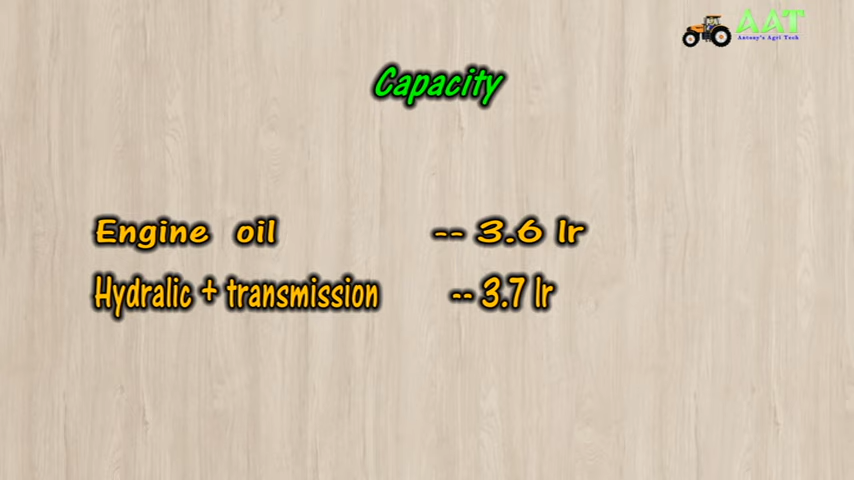 AAT
Antony's Agri Tech
Capacity
Engine oil -- 3.6 lr
Hydralic + transmission -- 3.7 lr